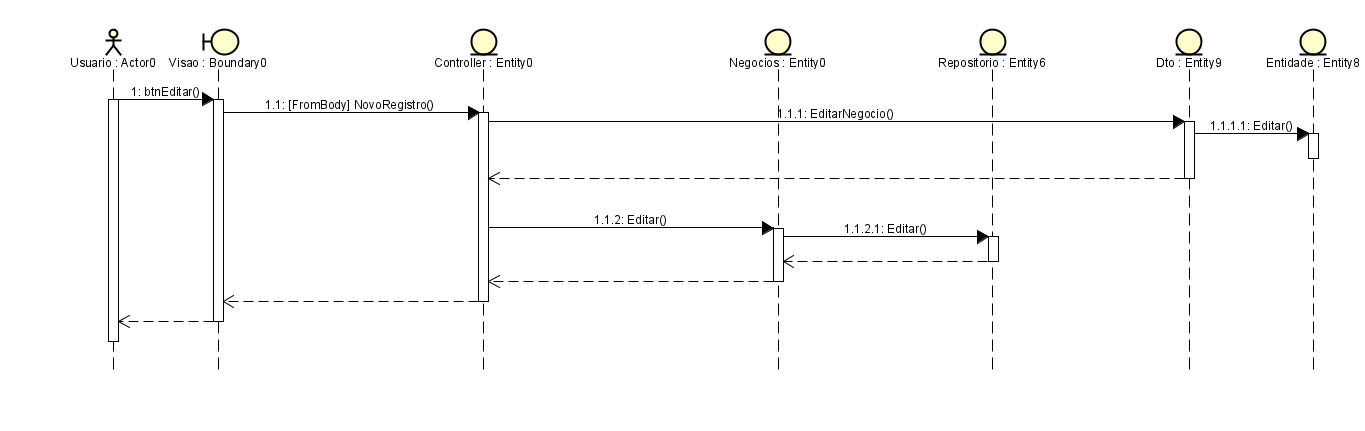 Usuario : Actor0
Visao : Boundary0
Controller : Entity0
Negocios : Entity0
Repositorio : Entity6
Dto : Entity9
Entidade : Entity8
1: btnEditar()
1.1: [FromBody] NovoRegistro()
1.1.1: EditarNegocio()
1.1.1.1: Editar()
1.1.2: Editar()
1.1.2.1: Editar()